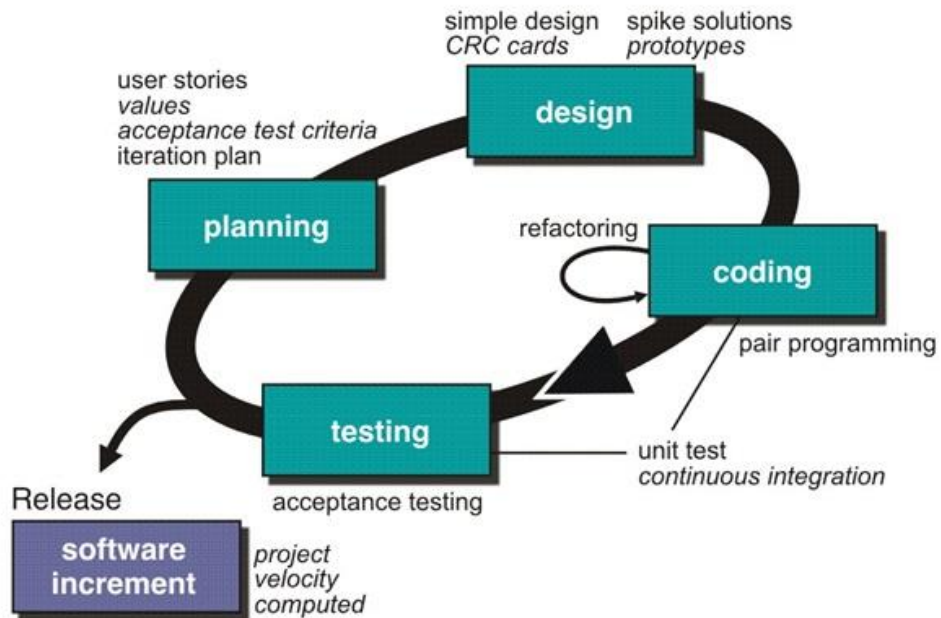 simple design
CRC cards
spike solutions
prototypes
design
user stories
values
acceptance test criteria
iteration plan
planning
refactoring
coding
pair programming
testing
unit test
continuous integration
acceptance testing
Release
software
increment
project
velocity
computed